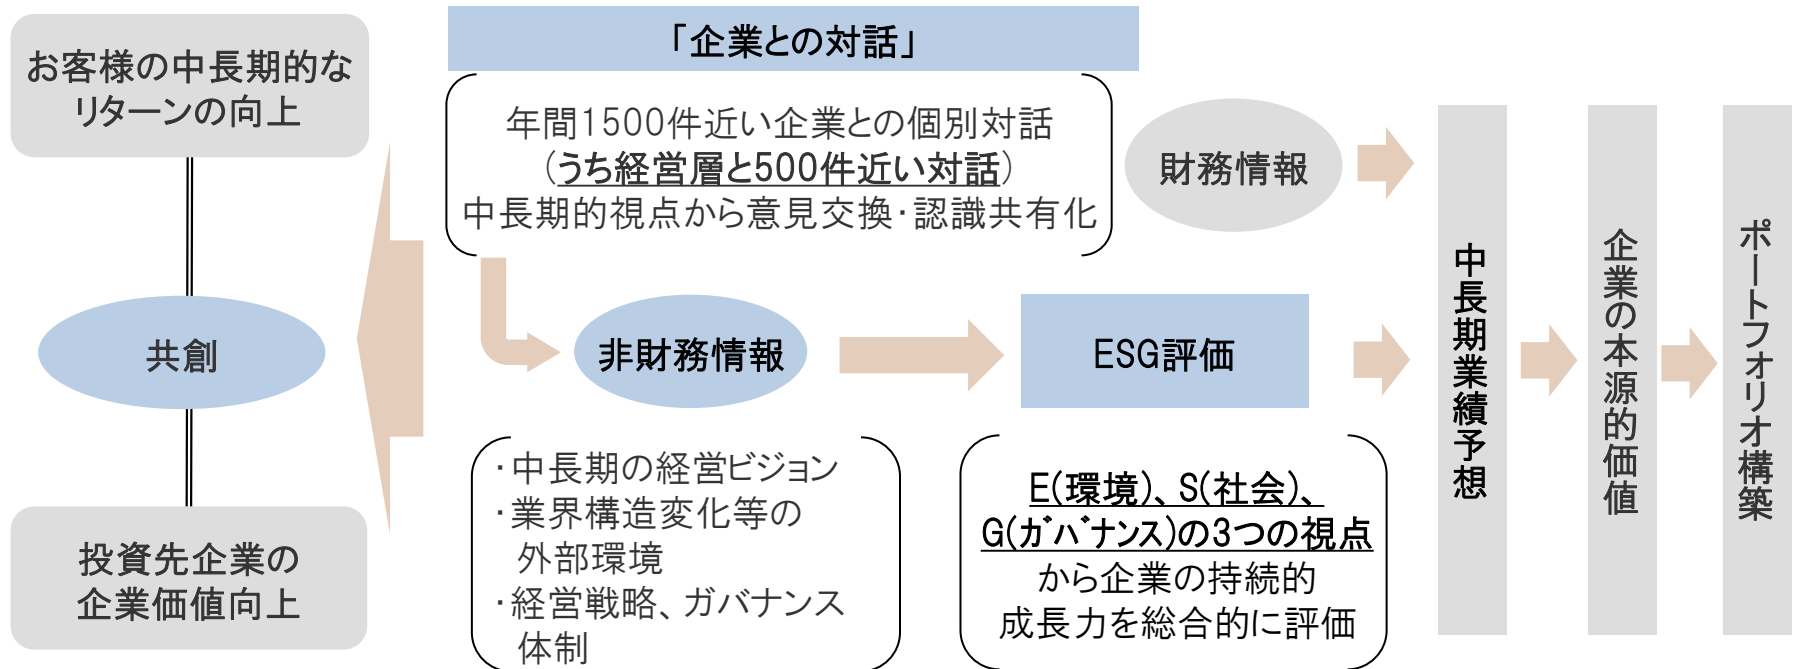 お客様の中長期的な
リターンの向上
共創
投資先企業の
企業価値向上
「企業との対話」
年間1500件近い企業との個別対話
(うち経営層と500件近い対話)
中長期的視点から意見交換・認識共有化
財務情報
非財務情報
・中長期の経営ビジョン
・業界構造変化等の
外部環境
・経営戦略、ガバナンス
体制
ESG評価
E(環境)、S(社会)、
G(ｶﾞﾊﾞﾅﾝｽ)の3つの視点
から企業の持続的
成長力を総合的に評価
中長期業績予想
企業の本源的価値
ポートフォリオ構築